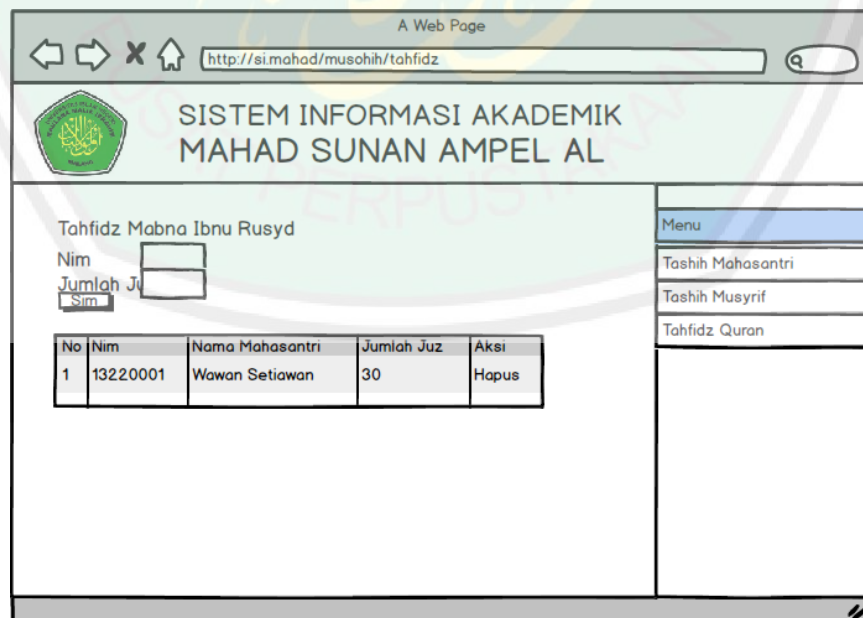 A Web Page
http://si.mahad/musohih/tahfidz
SISTEM INFORMASI AKADEMIK
MAHAD SUNAN AMPEL AL
Tahfidz Mabna Ibnu Rusyd
Nim
Jumlah Ju
Sim
No Nim Nama Mahasantri Jumlah Juz Aksi
1 13220001 Wawan Setiawan 30 Hapus
Menu
Tashih Mahasantri
Tashih Musyrif
Tahfidz Quran
PUSAT PERPUSTAKAAN